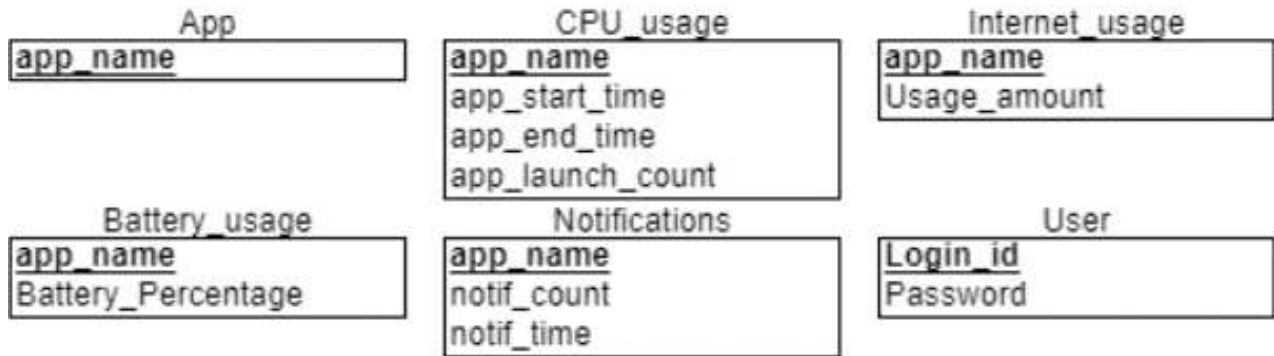 App
app_name
CPU_usage
app_name
app_start_time
app_end_time
app_launch_count
Internet_usage
app_name
Usage_amount
Battery_usage
app_name
Battery_Percentage
Notifications
app_name
notif_count
notif_time
User
Login_id
Password